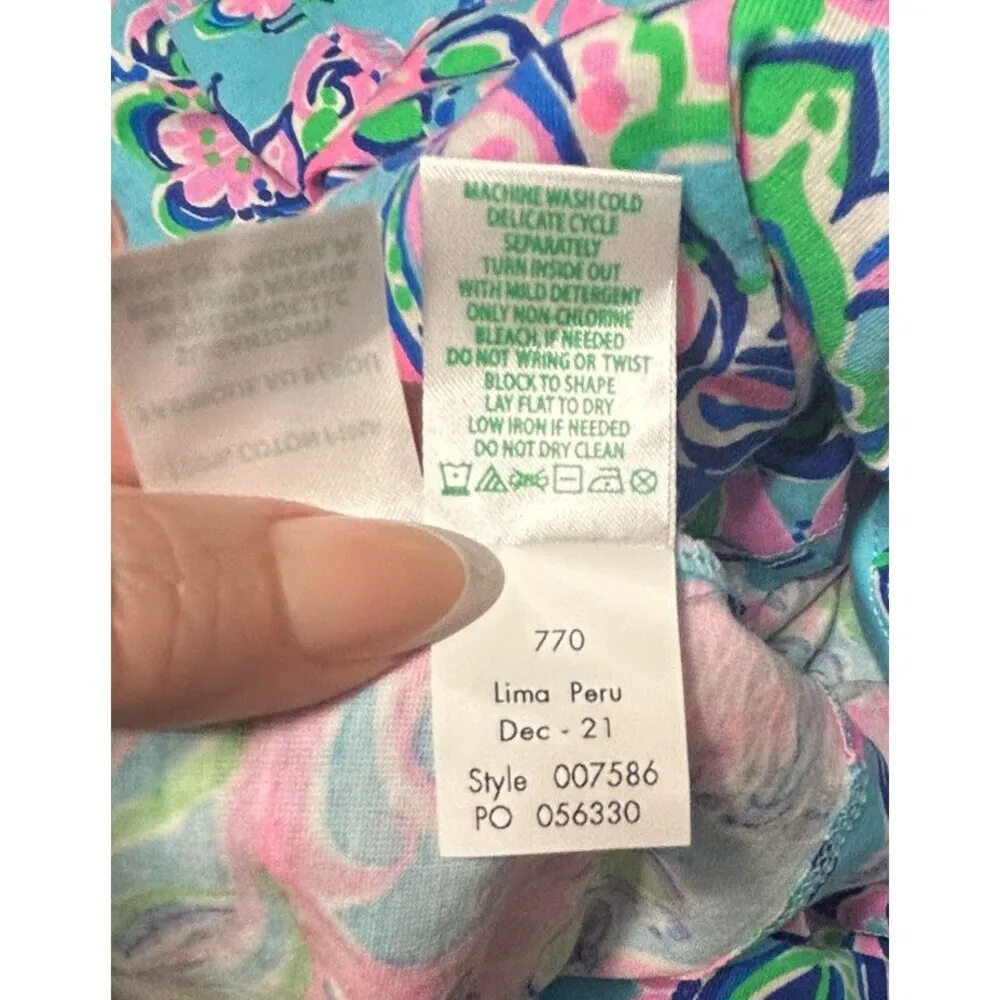 MACHINE WASH COLD
DELICATE CYCLE
SEPARATELY
TURN INSIDE OUT
WITH MILD DETERGENT
ONLY NON-CHLORINE
BLEACH, IF NEEDED
DO NOT WRING OR TWIST
BLOCK TO SHAPE
LAY FLAT TO DRY
LOW IRON IF NEEDED
DO NOT DRY CLEAN
770
Lima Peru
Dec - 21
Style 007586
PO 056330